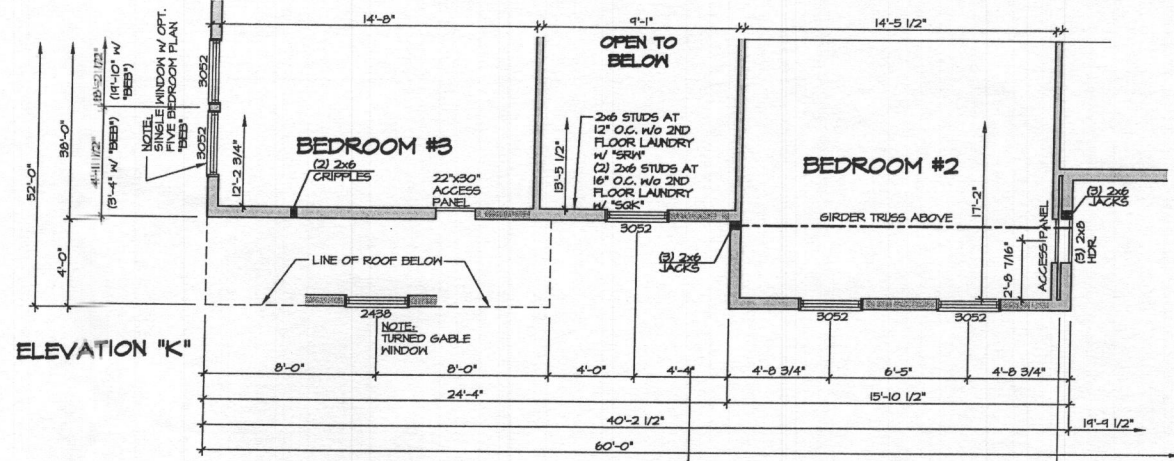 14'-8"
9'-1"
14'-5 1/2"
OPEN TO
BELOW
52'-0"
38'-0"
(19'-10" W/
"BEB")
(3'-4" W/ "BEB")
NOTE:
SINGLE WINDOW W/ OPT.
FIVE BEDROOM PLAN
"BEB"
3052
3052
12'-2 3/4"
BEDROOM #3
(2) 2x6
CRIPPLES
22"x30"
ACCESS
PANEL
13'-5 1/2"
2x6 STUDS AT
12" O.C. W/O 2ND
FLOOR LAUNDRY
W/ "SRW"
(2) 2x6 STUDS AT
16" O.C. W/O 2ND
FLOOR LAUNDRY
W/ "SQK"
3052
BEDROOM #2
17'-2"
GIRDER TRUSS ABOVE
(3) 2x6
JACKS
(3) 2x6
JACKS
(3) 2x8
HDR.
ACCESS PANEL
2'-8 7/16"
4'-0"
LINE OF ROOF BELOW
2438
NOTE:
TURNED GABLE
WINDOW
3052
3052
ELEVATION "K"
8'-0"
8'-0"
4'-0"
4'-4"
4'-8 3/4"
6'-5"
4'-8 3/4"
24'-4"
15'-10 1/2"
40'-2 1/2"
19'-9 1/2"
60'-0"